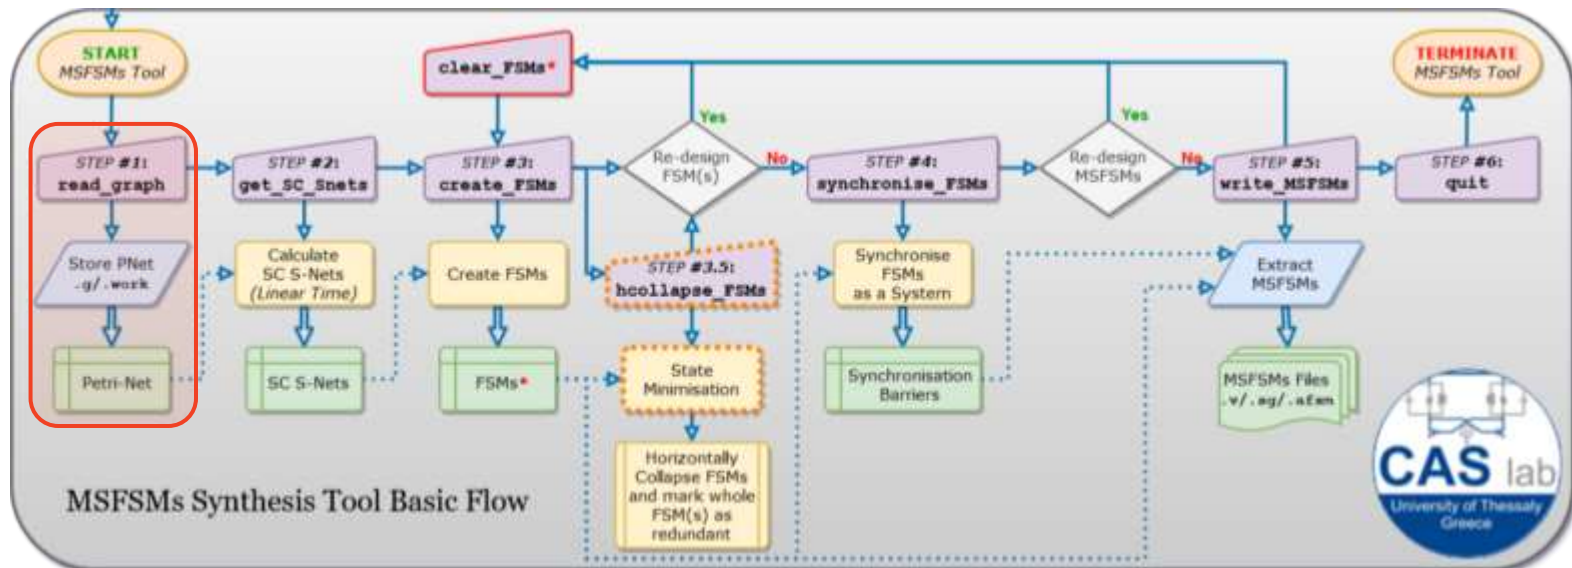 START
MSFSMs Tool
clear_FSMs*
TERMINATE
MSFSMs Tool
Yes
Yes
STEP #1:
read_graph
STEP #2:
get_SC_Snets
STEP #3:
create_FSMs
Re-design
FSM(s)
No
STEP #4:
synchronise_FSMs
Re-design
MSFSMs
No
STEP #5:
write_MSFSMs
STEP #6:
quit
Store PNet
.g/.work
Calculate
SC S-Nets
(Linear Time)
Create FSMs
STEP #3.5:
hcollapse_FSMs
Synchronise
FSMs
as a System
Extract
MSFSMs
Petri-Net
SC S-Nets
FSMs*
State
Minimisation
Synchronisation
Barriers
MSFSMs Files
.v/.sg/.afsm
Horizontally
Collapse FSMs
and mark whole
FSM(s) as
redundant
MSFSMs Synthesis Tool Basic Flow
CAS lab
University of Thessaly
Greece